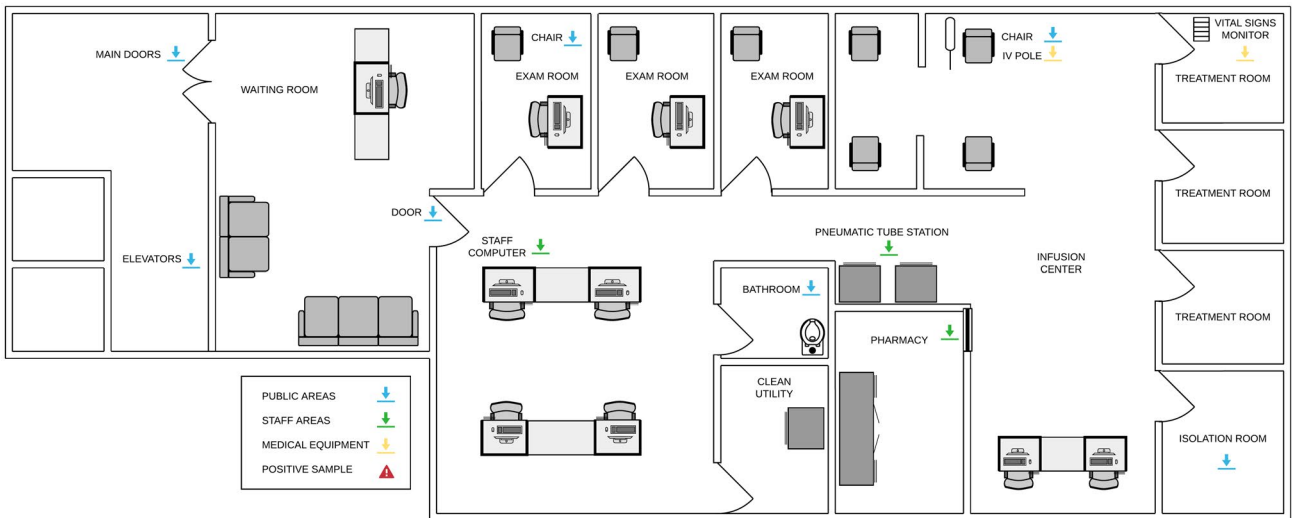 MAIN DOORS
WAITING ROOM
CHAIR
EXAM ROOM
EXAM ROOM
EXAM ROOM
CHAIR
IV POLE
VITAL SIGNS
MONITOR
TREATMENT ROOM
TREATMENT ROOM
DOOR
STAFF
COMPUTER
PNEUMATIC TUBE STATION
ELEVATORS
INFUSION
CENTER
BATHROOM
TREATMENT ROOM
PHARMACY
CLEAN
UTILITY
ISOLATION ROOM
PUBLIC AREAS
STAFF AREAS
MEDICAL EQUIPMENT
POSITIVE SAMPLE